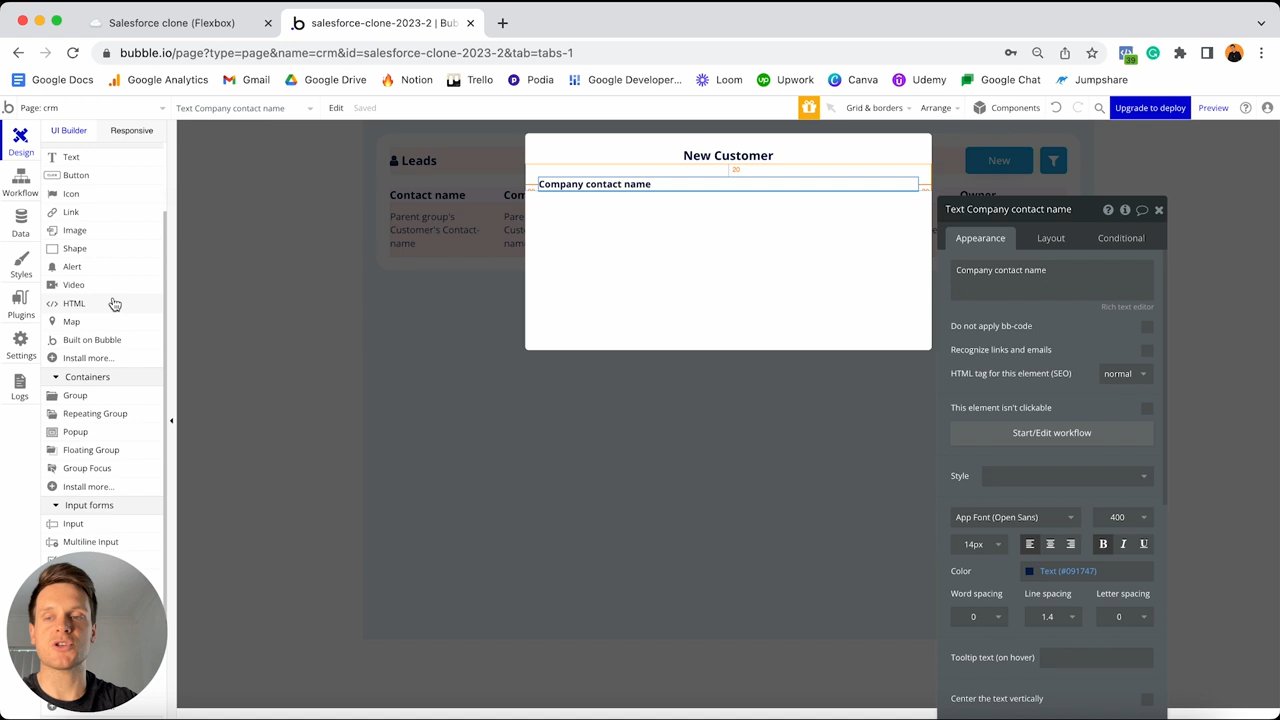 Salesforce clone (Flexbox)
salesforce-clone-2023-2 | Bub
bubble.io/page?type=page&name=crm&id=salesforce-clone-2023-2&tab=tabs-1
39
Google Docs
Google Analytics
Gmail
Google Drive
Notion
Trello
Podia
Google Developer...
Loom
Upwork
Canva
Udemy
Google Chat
Jumpshare
Page: crm
Text Company contact name
Edit
Saved
Grid & borders
Arrange
Components
Upgrade to deploy
Preview
Design
Workflow
Data
Styles
Plugins
Settings
Logs
UI Builder
Responsive
Text
Button
Icon
Link
Image
Shape
Alert
Video
HTML
Map
Built on Bubble
Install more...
Containers
Group
Repeating Group
Popup
Floating Group
Group Focus
Install more...
Input forms
Input
Multiline Input
Leads
New
Contact name
Parent group's
Customer's Contact-
name
Owner
New Customer
20
Company contact name
Text Company contact name
Appearance
Layout
Conditional
Company contact name
Rich text editor
Do not apply bb-code
Recognize links and emails
HTML tag for this element (SEO)
normal
This element isn't clickable
Start/Edit workflow
Style
App Font (Open Sans)
400
14px
B
I
U
Color
Text (#091747)
Word spacing
Line spacing
Letter spacing
0
1.4
0
Tooltip text (on hover)
Center the text vertically